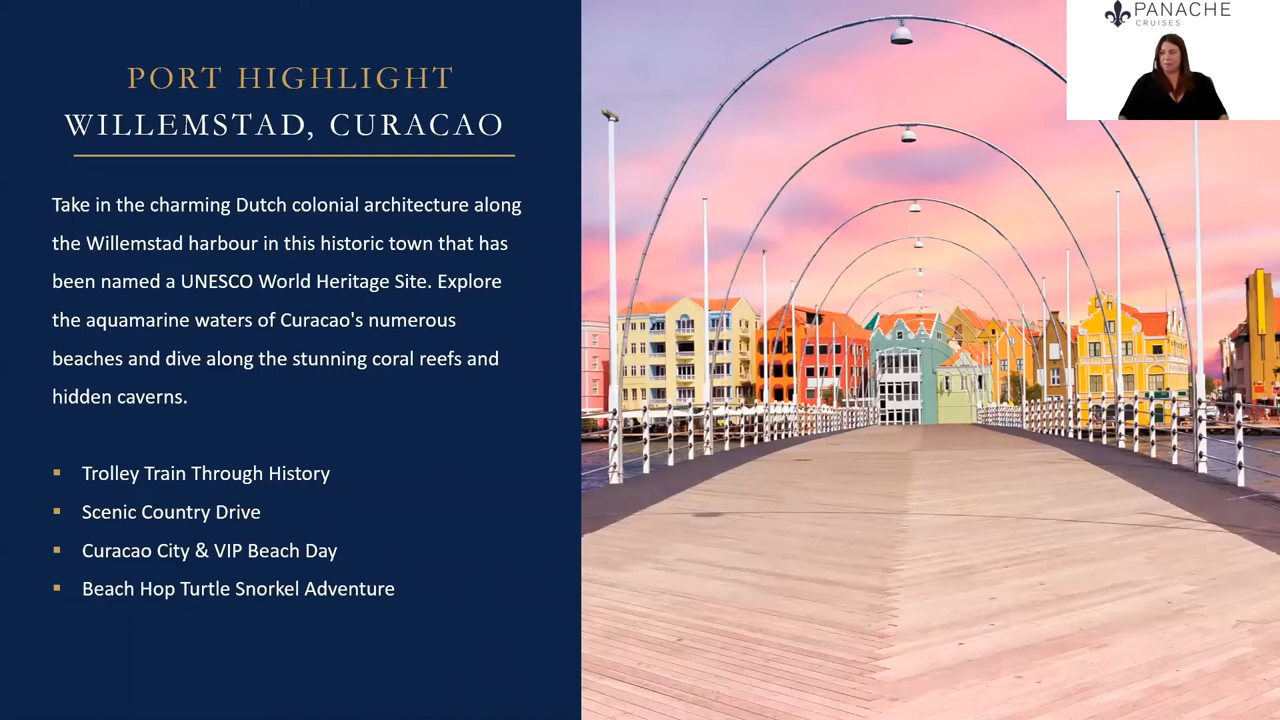 PORT HIGHLIGHT
WILLEMSTAD, CURACAO
Take in the charming Dutch colonial architecture along
the Willemstad harbour in this historic town that has
been named a UNESCO World Heritage Site. Explore
the aquamarine waters of Curacao's numerous
beaches and dive along the stunning coral reefs and
hidden caverns.
Trolley Train Through History
Scenic Country Drive
Curacao City & VIP Beach Day
Beach Hop Turtle Snorkel Adventure
PANACHE
CRUISES